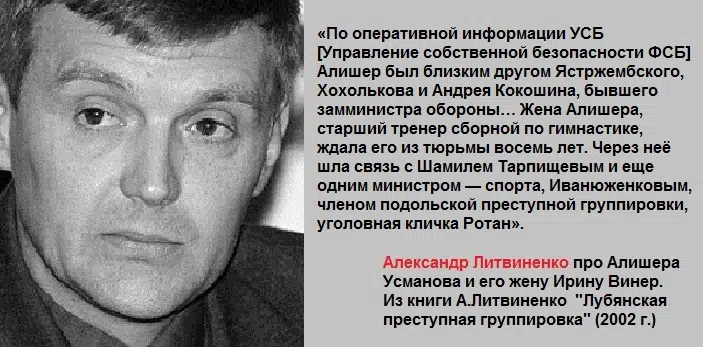 «По оперативной информации УСБ
[Управление собственной безопасности ФСБ]
Алишер был близким другом Ястржембского,
Хохолькова и Андрея Кокошина, бывшего
замминистра обороны… Жена Алишера,
старший тренер сборной по гимнастике,
ждала его из тюрьмы восемь лет. Через неё
шла связь с Шамилем Тарпищевым и еще
одним министром — спорта, Иванюженковым,
членом подольской преступной группировки,
уголовная кличка Ротан».
Александр Литвиненко про Алишера
Усманова и его жену Ирину Винер.
Из книги А.Литвиненко "Лубянская
преступная группировка" (2002 г.)